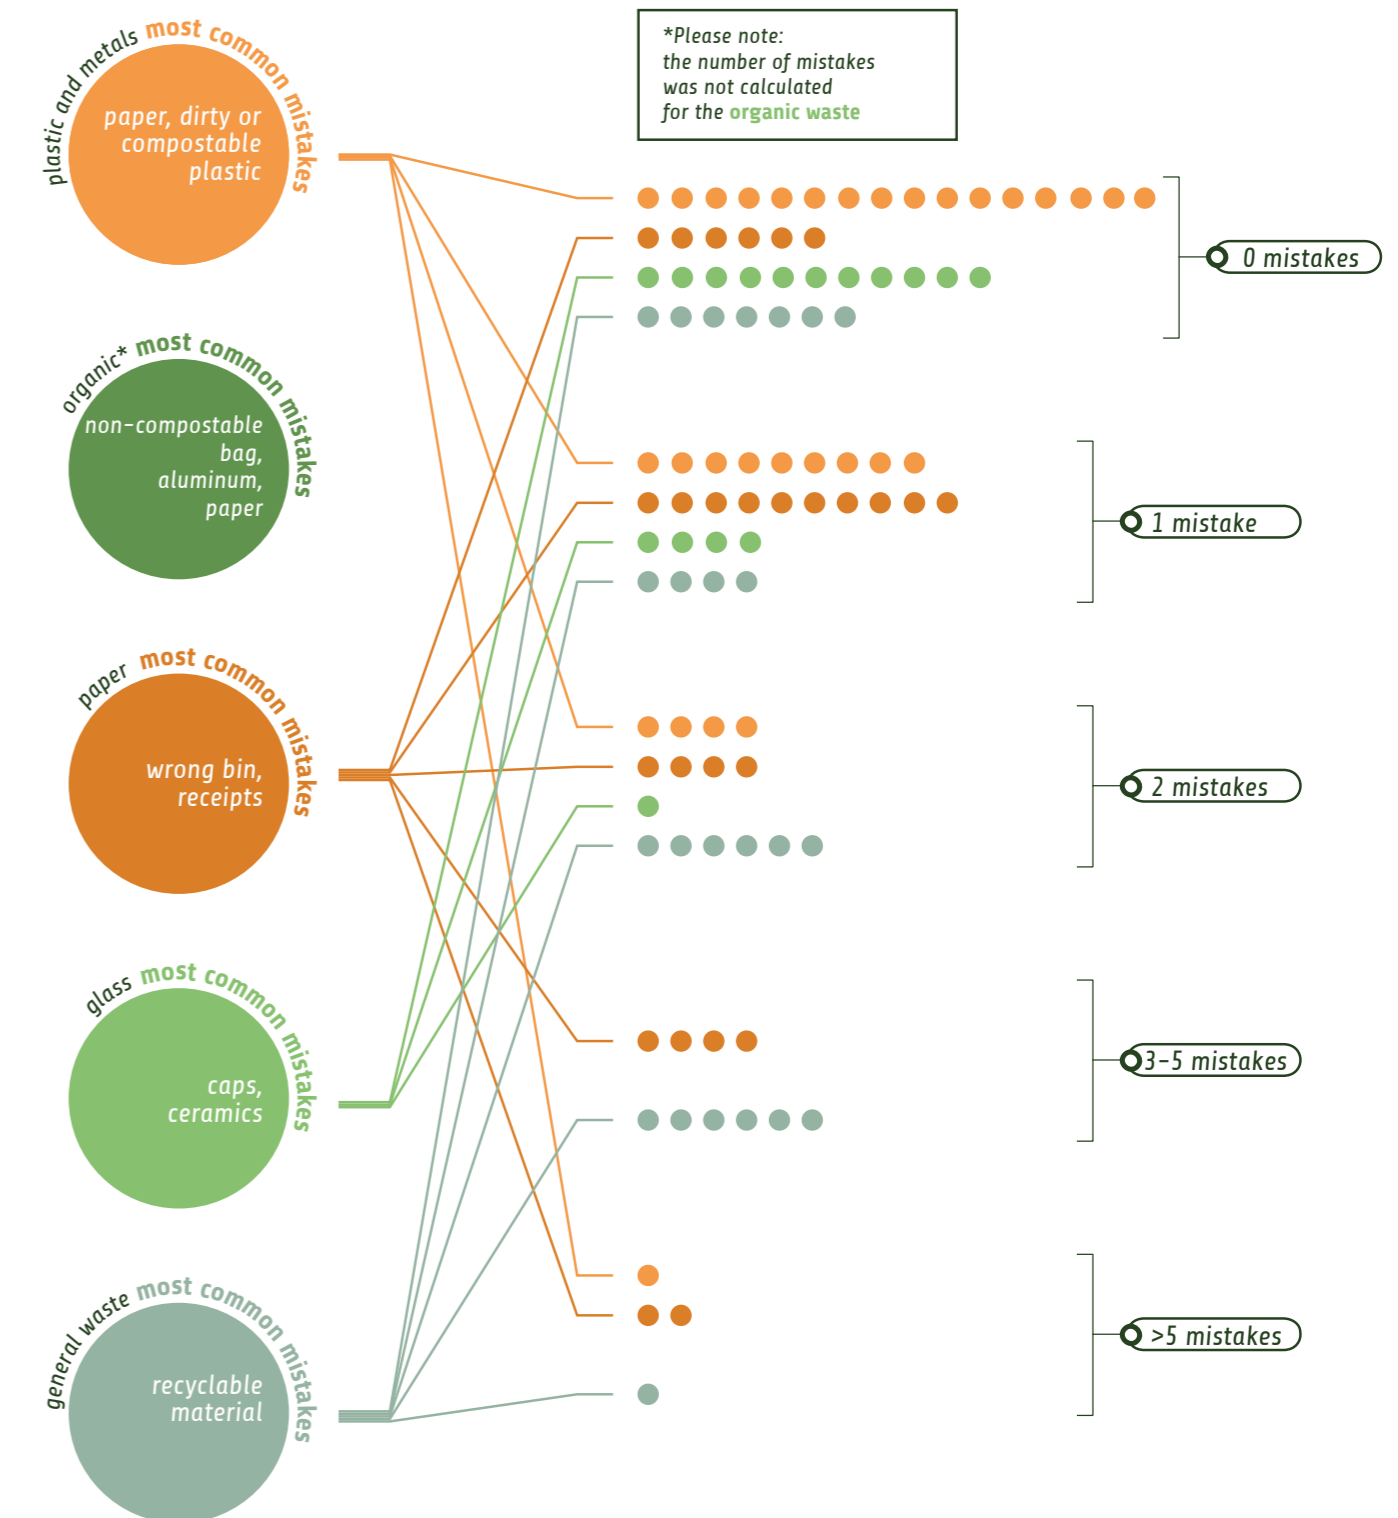 plastic and metals most common mistakes
paper, dirty or
compostable
plastic
*Please note:
the number of mistakes
was not calculated
for the organic waste
0 mistakes
organic* most common mistakes
non-compostable
bag,
aluminum,
paper
1 mistake
paper most common mistakes
wrong bin,
receipts
2 mistakes
glass most common mistakes
caps,
ceramics
3-5 mistakes
general waste most common mistakes
recyclable
material
>5 mistakes